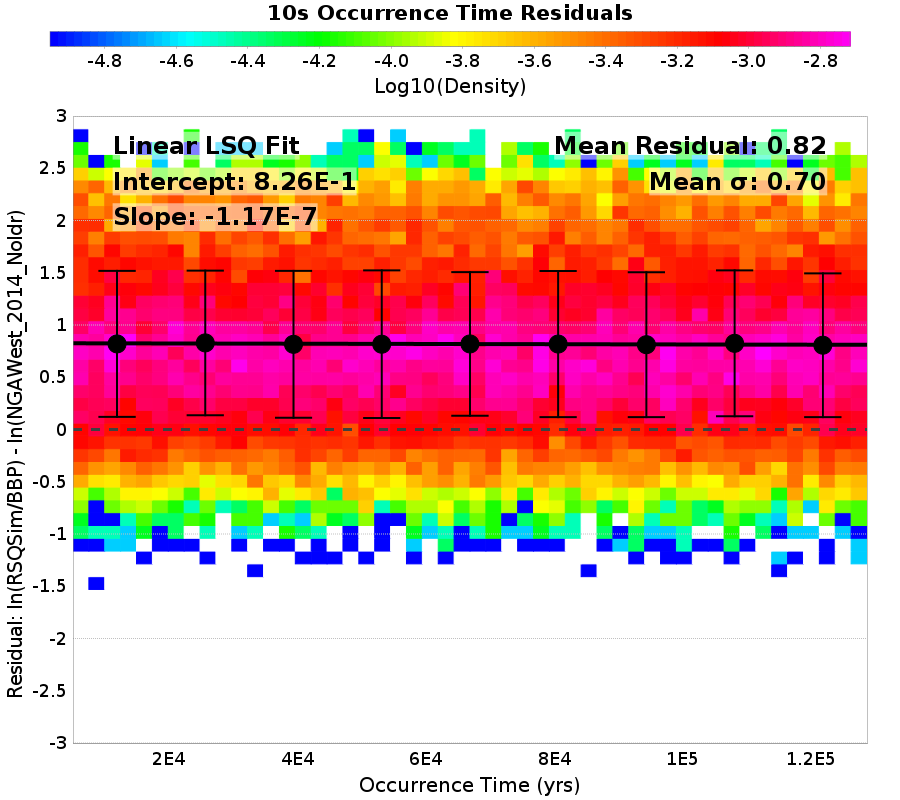 10s Occurrence Time Residuals
-4.8 -4.6 -4.4 -4.2 -4.0 -3.8 -3.6 -3.4 -3.2 -3.0 -2.8
Log10(Density)
Residual: ln(RSQSim/BBP) - ln(NGAWest_2014_NoIdr)
3
2.5
2
1.5
1
0.5
0
-0.5
-1
-1.5
-2
-2.5
-3
Linear LSQ Fit
Intercept: 8.26E-1
Slope: -1.17E-7
Mean Residual: 0.82
Mean σ: 0.70
2E4 4E4 6E4 8E4 1E5 1.2E5
Occurrence Time (yrs)